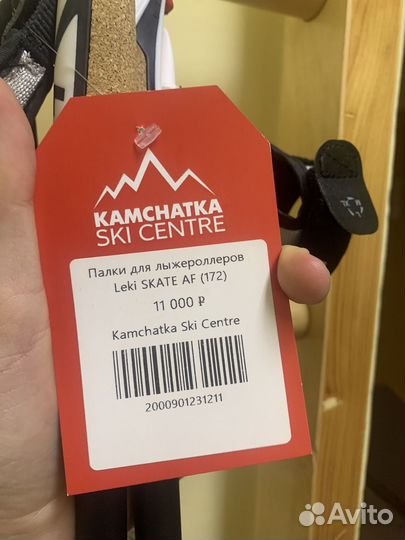 KAMCHATKA
SKI CENTRE
Палки для лыжероллеров
Leki SKATE AF (172)
11 000 ₽
Kamchatka Ski Centre
2000901231211
Avito